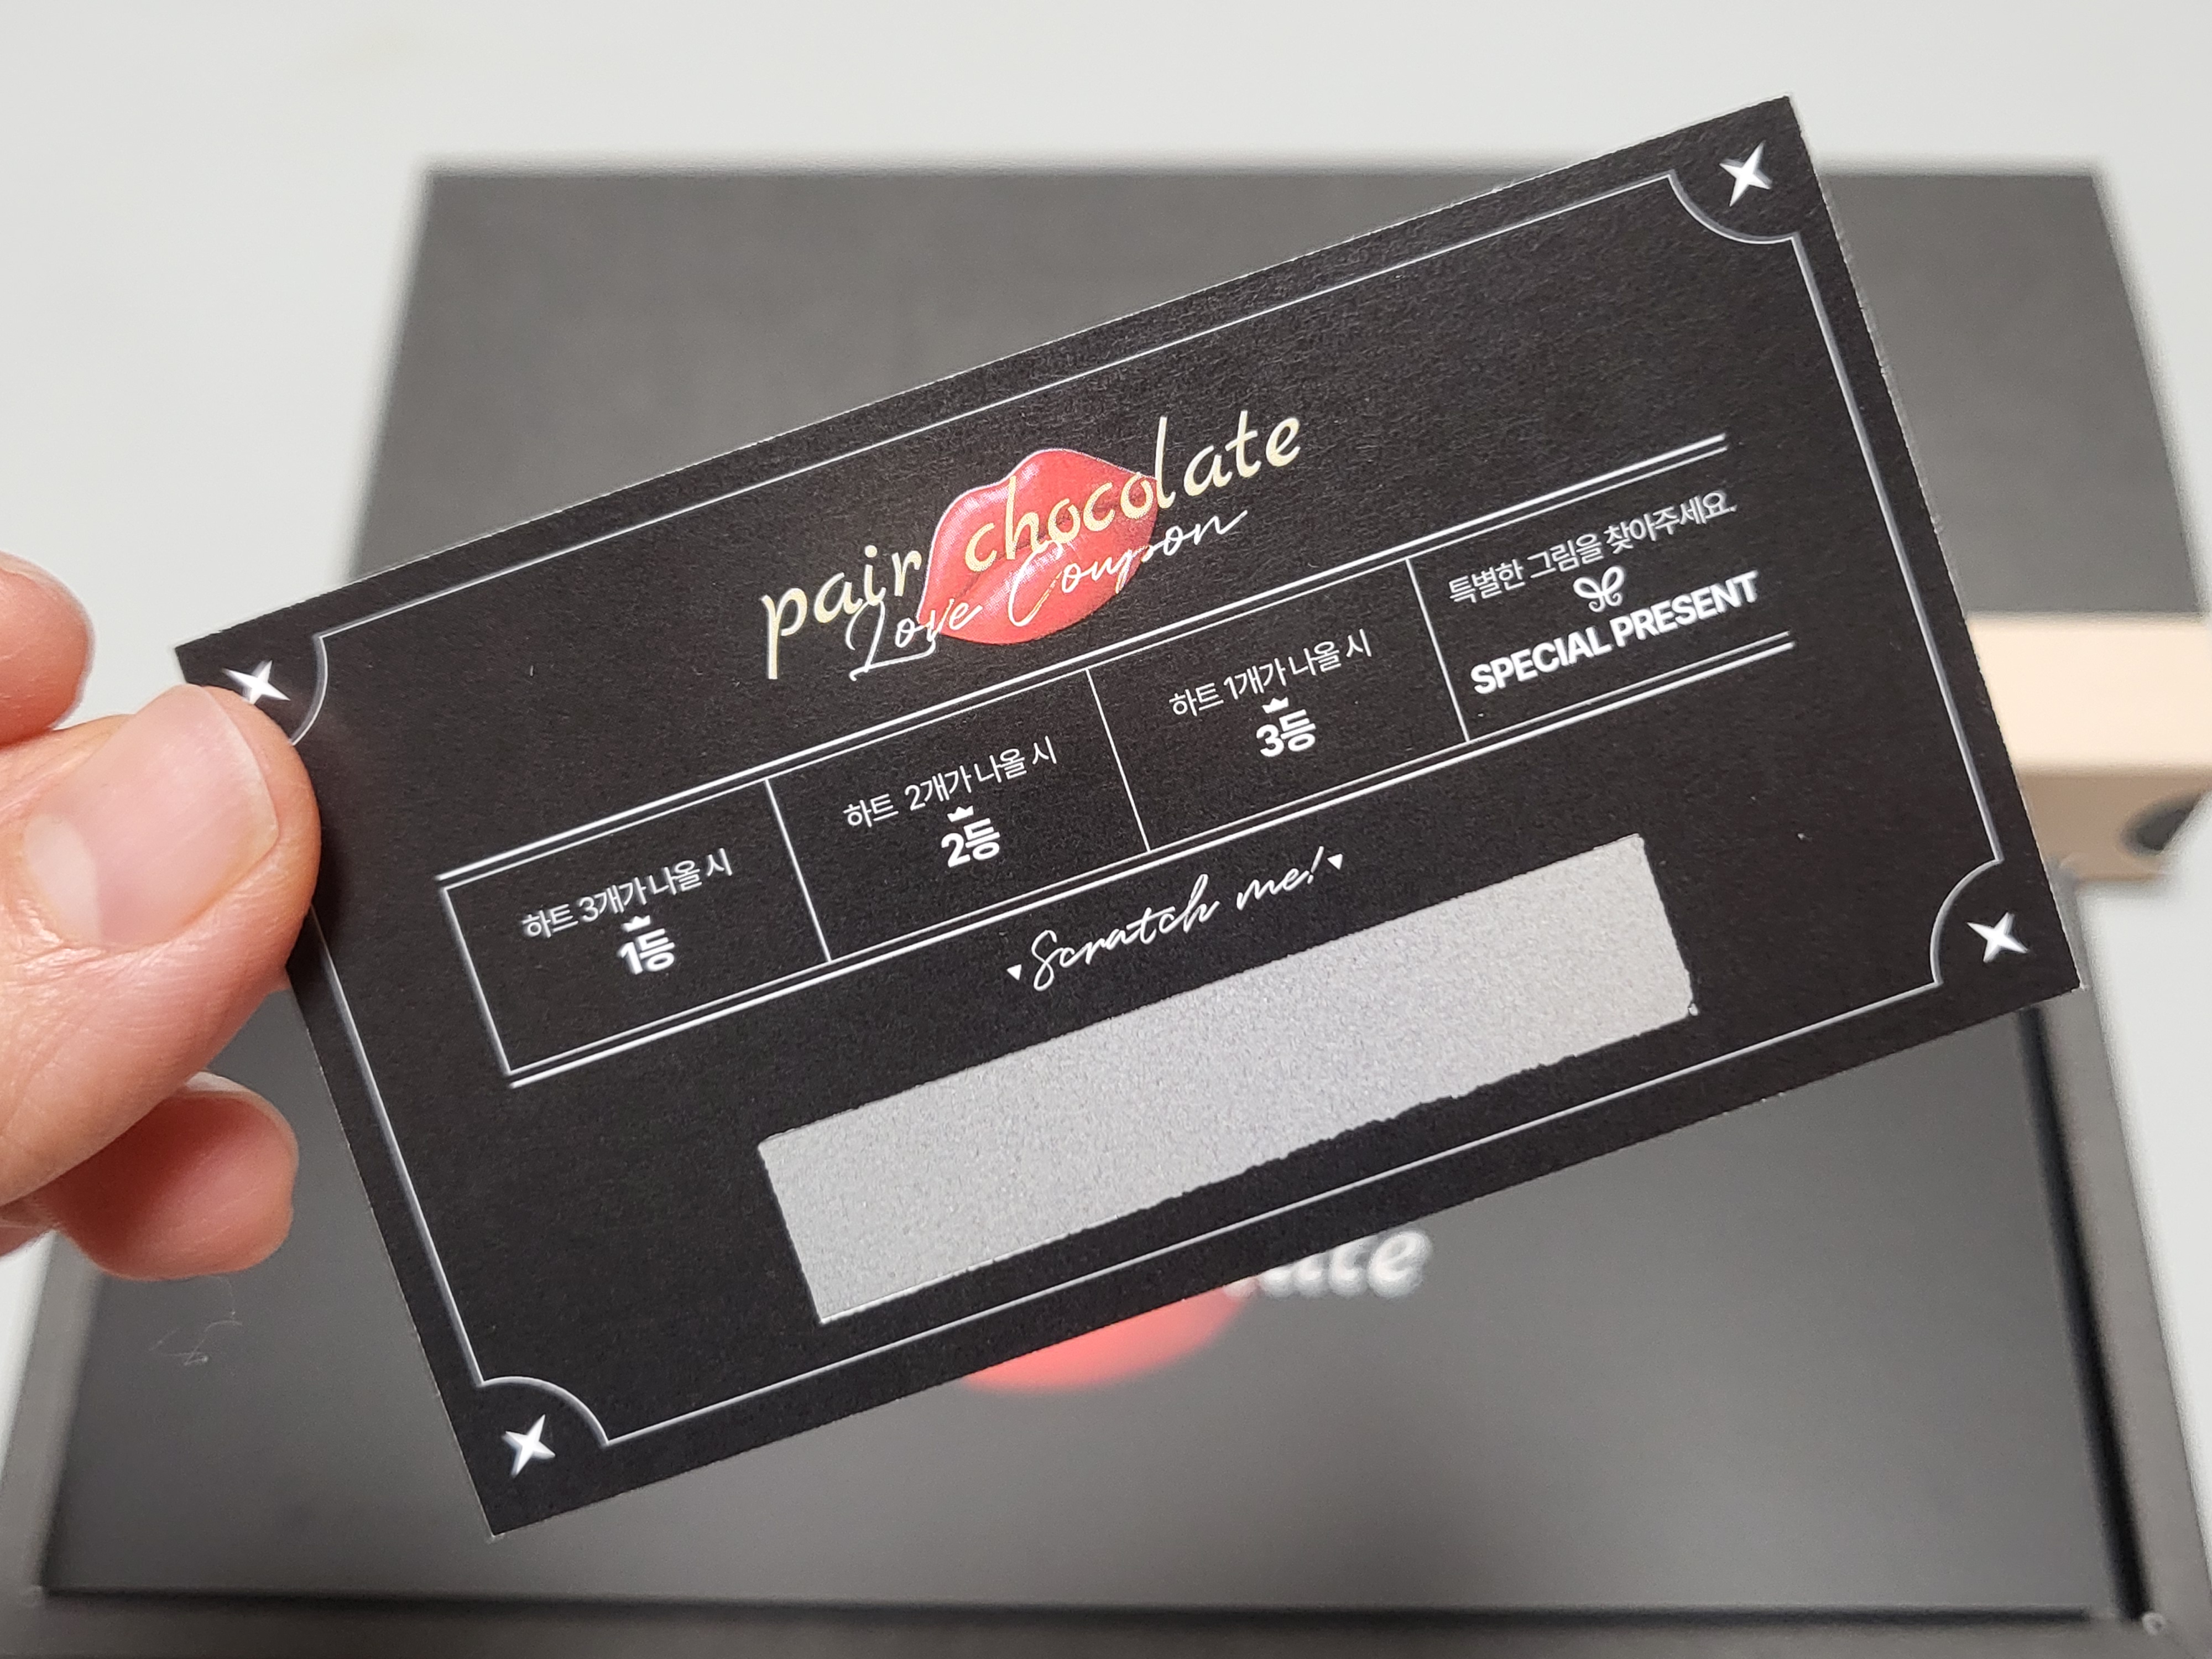 pair chocolate
Love Coupon
하트 3개가 나올 시
1등
하트 2개가 나올 시
2등
하트 1개가 나올 시
3등
특별한 그림을 찾아주세요.
SPECIAL PRESENT
Scratch me!
ate